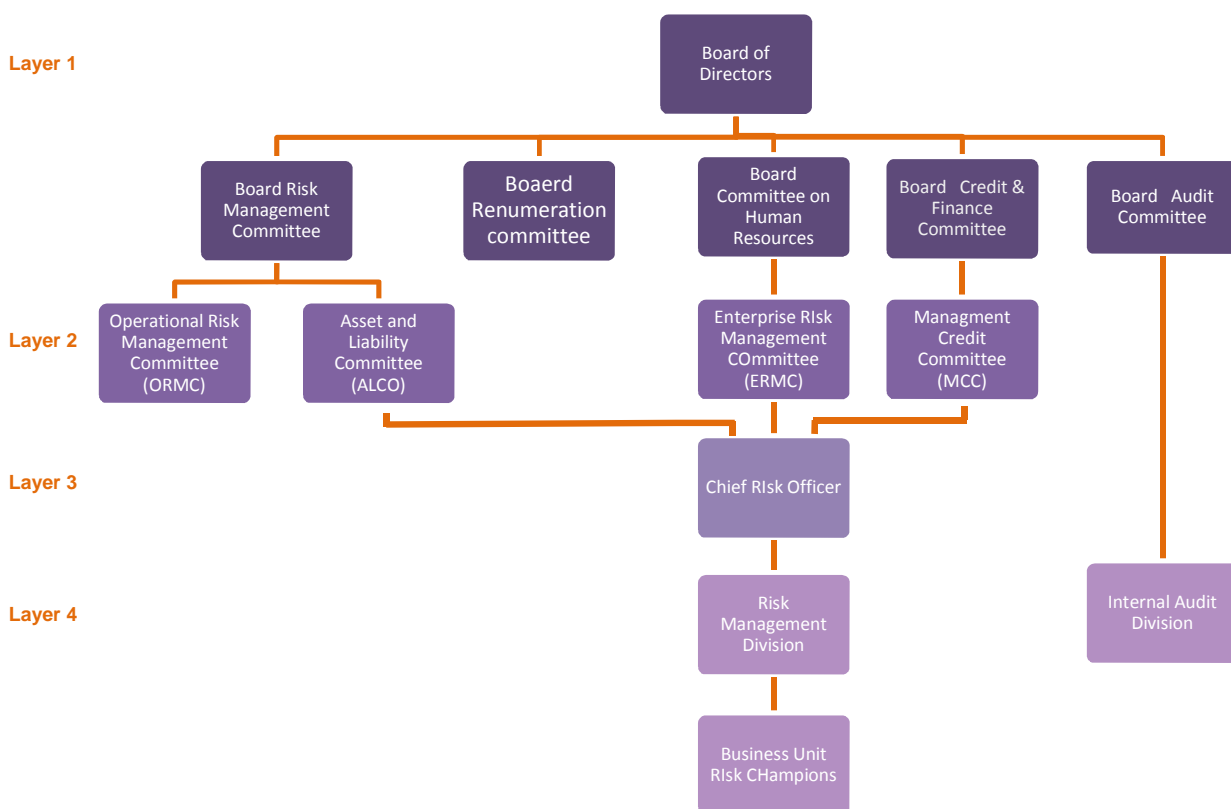 Layer 1
Board of
Directors
Board Risk
Management
Committee
Boaerd
Renumeration
committee
Board
Committee on
Human
Resources
Board Credit &
Finance
Committee
Board Audit
Committee
Layer 2
Operational Risk
Management
Committee
(ORMC)
Asset and
Liability
Committee
(ALCO)
Enterprise RIsk
Management
COmmittee
(ERMC)
Managment
Credit
Committee
(MCC)
Layer 3
Chief RIsk Officer
Layer 4
Risk
Management
Division
Internal Audit
Division
Business Unit
RIsk CHampions